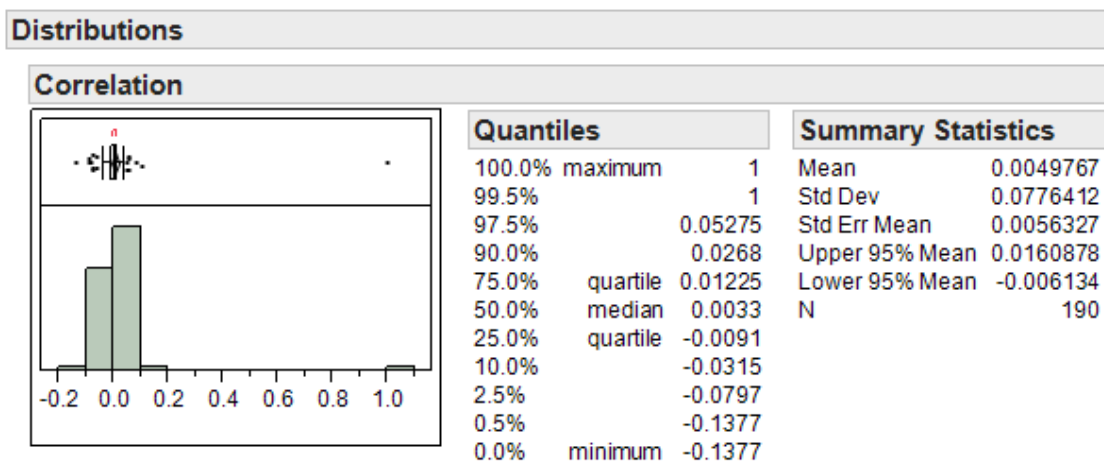 Distributions
Correlation
-0.2 0.0 0.2 0.4 0.6 0.8 1.0
Quantiles
100.0% maximum 1
99.5% 1
97.5% 0.05275
90.0% 0.0268
75.0% quartile 0.01225
50.0% median 0.0033
25.0% quartile -0.0091
10.0% -0.0315
2.5% -0.0797
0.5% -0.1377
0.0% minimum -0.1377
Summary Statistics
Mean 0.0049767
Std Dev 0.0776412
Std Err Mean 0.0056327
Upper 95% Mean 0.0160878
Lower 95% Mean -0.006134
N 190